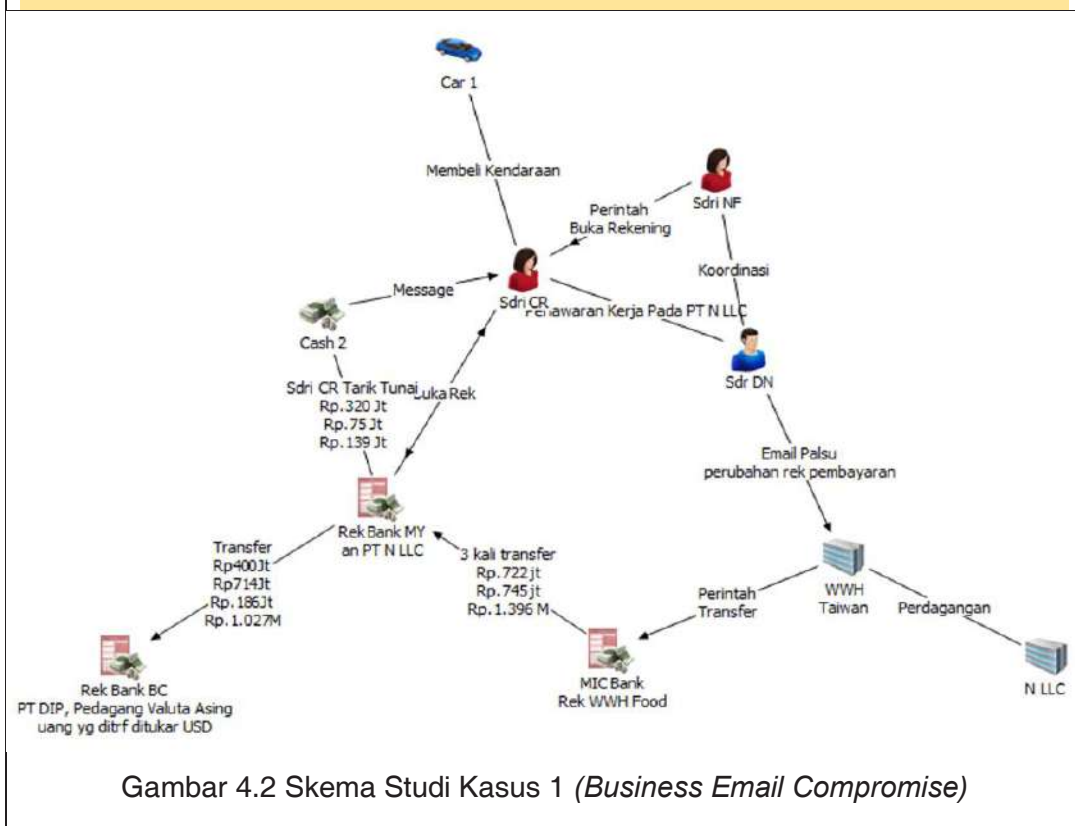 Car 1
Membeli Kendaraan
Sdri NF
Perintah
Buka Rekening
Koordinasi
Message
Sdri CR
Penawaran Kerja Pada PT N LLC
Cash 2
Sdr DN
Sdri CR Tarik Tunai
Rp.320 Jt
Rp.75 Jt
Rp.139 Jt
Buka Rek
Email Palsu
perubahan rek pembayaran
Rek Bank MY
an PT N LLC
Transfer
Rp400Jt
Rp714Jt
Rp.186Jt
Rp.1.027M
3 kali transfer
Rp.722jt
Rp.745jt
Rp.1.396 M
Perintah
Transfer
WWH
Taiwan
Perdagangan
N LLC
MIC Bank
Rek WWH Food
Rek Bank BC
PT DIP, Pedagang Valuta Asing
uang yg ditrf ditukar USD
Gambar 4.2 Skema Studi Kasus 1 (Business Email Compromise)